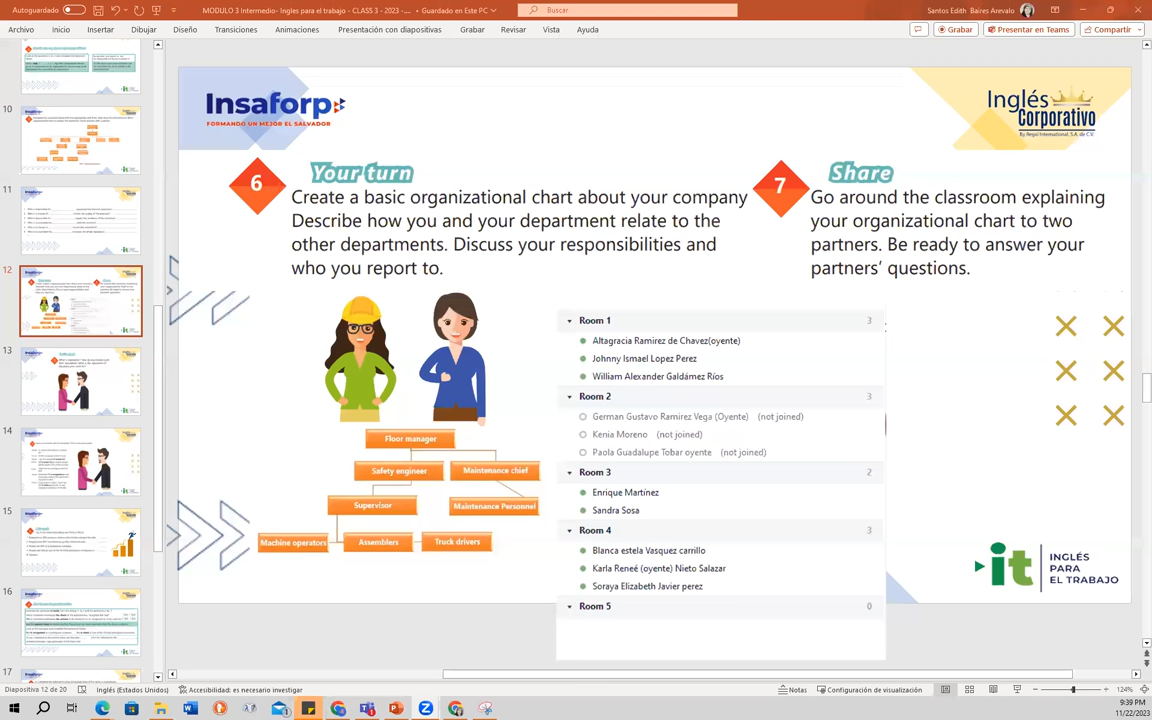 Autoguardado
MODULO 3 Intermedio- Ingles para el trabajo - CLASS 3 - 2023 -... • Guardado en Este PC
Buscar
Santos Edith Baires Arevalo
Archivo Inicio Insertar Dibujar Diseño Transiciones Animaciones Presentación con diapositivas Grabar Revisar Vista Ayuda
Grabar Presentar en Teams Compartir
10
11
12
13
14
15
16
17
Insaforp
FORMANDO UN MEJOR EL SALVADOR
Inglés
Corporativo
By Regal International, S.A. de C.V.
6 Your turn
Create a basic organizational chart about your company
Describe how you and your department relate to the
other departments. Discuss your responsibilities and
who you report to.
7 Share
Go around the classroom explaining
your organizational chart to two
partners. Be ready to answer your
partners' questions.
Floor manager
Safety engineer Maintenance chief
Supervisor Maintenance Personnel
Machine operators Assemblers Truck drivers
Room 1 3
Altagracia Ramirez de Chavez(oyente)
Johnny Ismael Lopez Perez
William Alexander Galdámez Ríos
Room 2 3
German Gustavo Ramirez Vega (Oyente) (not joined)
Kenia Moreno (not joined)
Paola Guadalupe Tobar oyente (not joined)
Room 3 2
Enrique Martínez
Sandra Sosa
Room 4 3
Blanca estela Vasquez carrillo
Karla Reneé (oyente) Nieto Salazar
Soraya Elizabeth Javier perez
Room 5 0
it INGLÉS
PARA
EL TRABAJO
Diapositiva 12 de 20 Inglés (Estados Unidos) Accesibilidad: es necesario investigar
Notas Configuración de visualización 124%
9:39 PM
11/22/2023